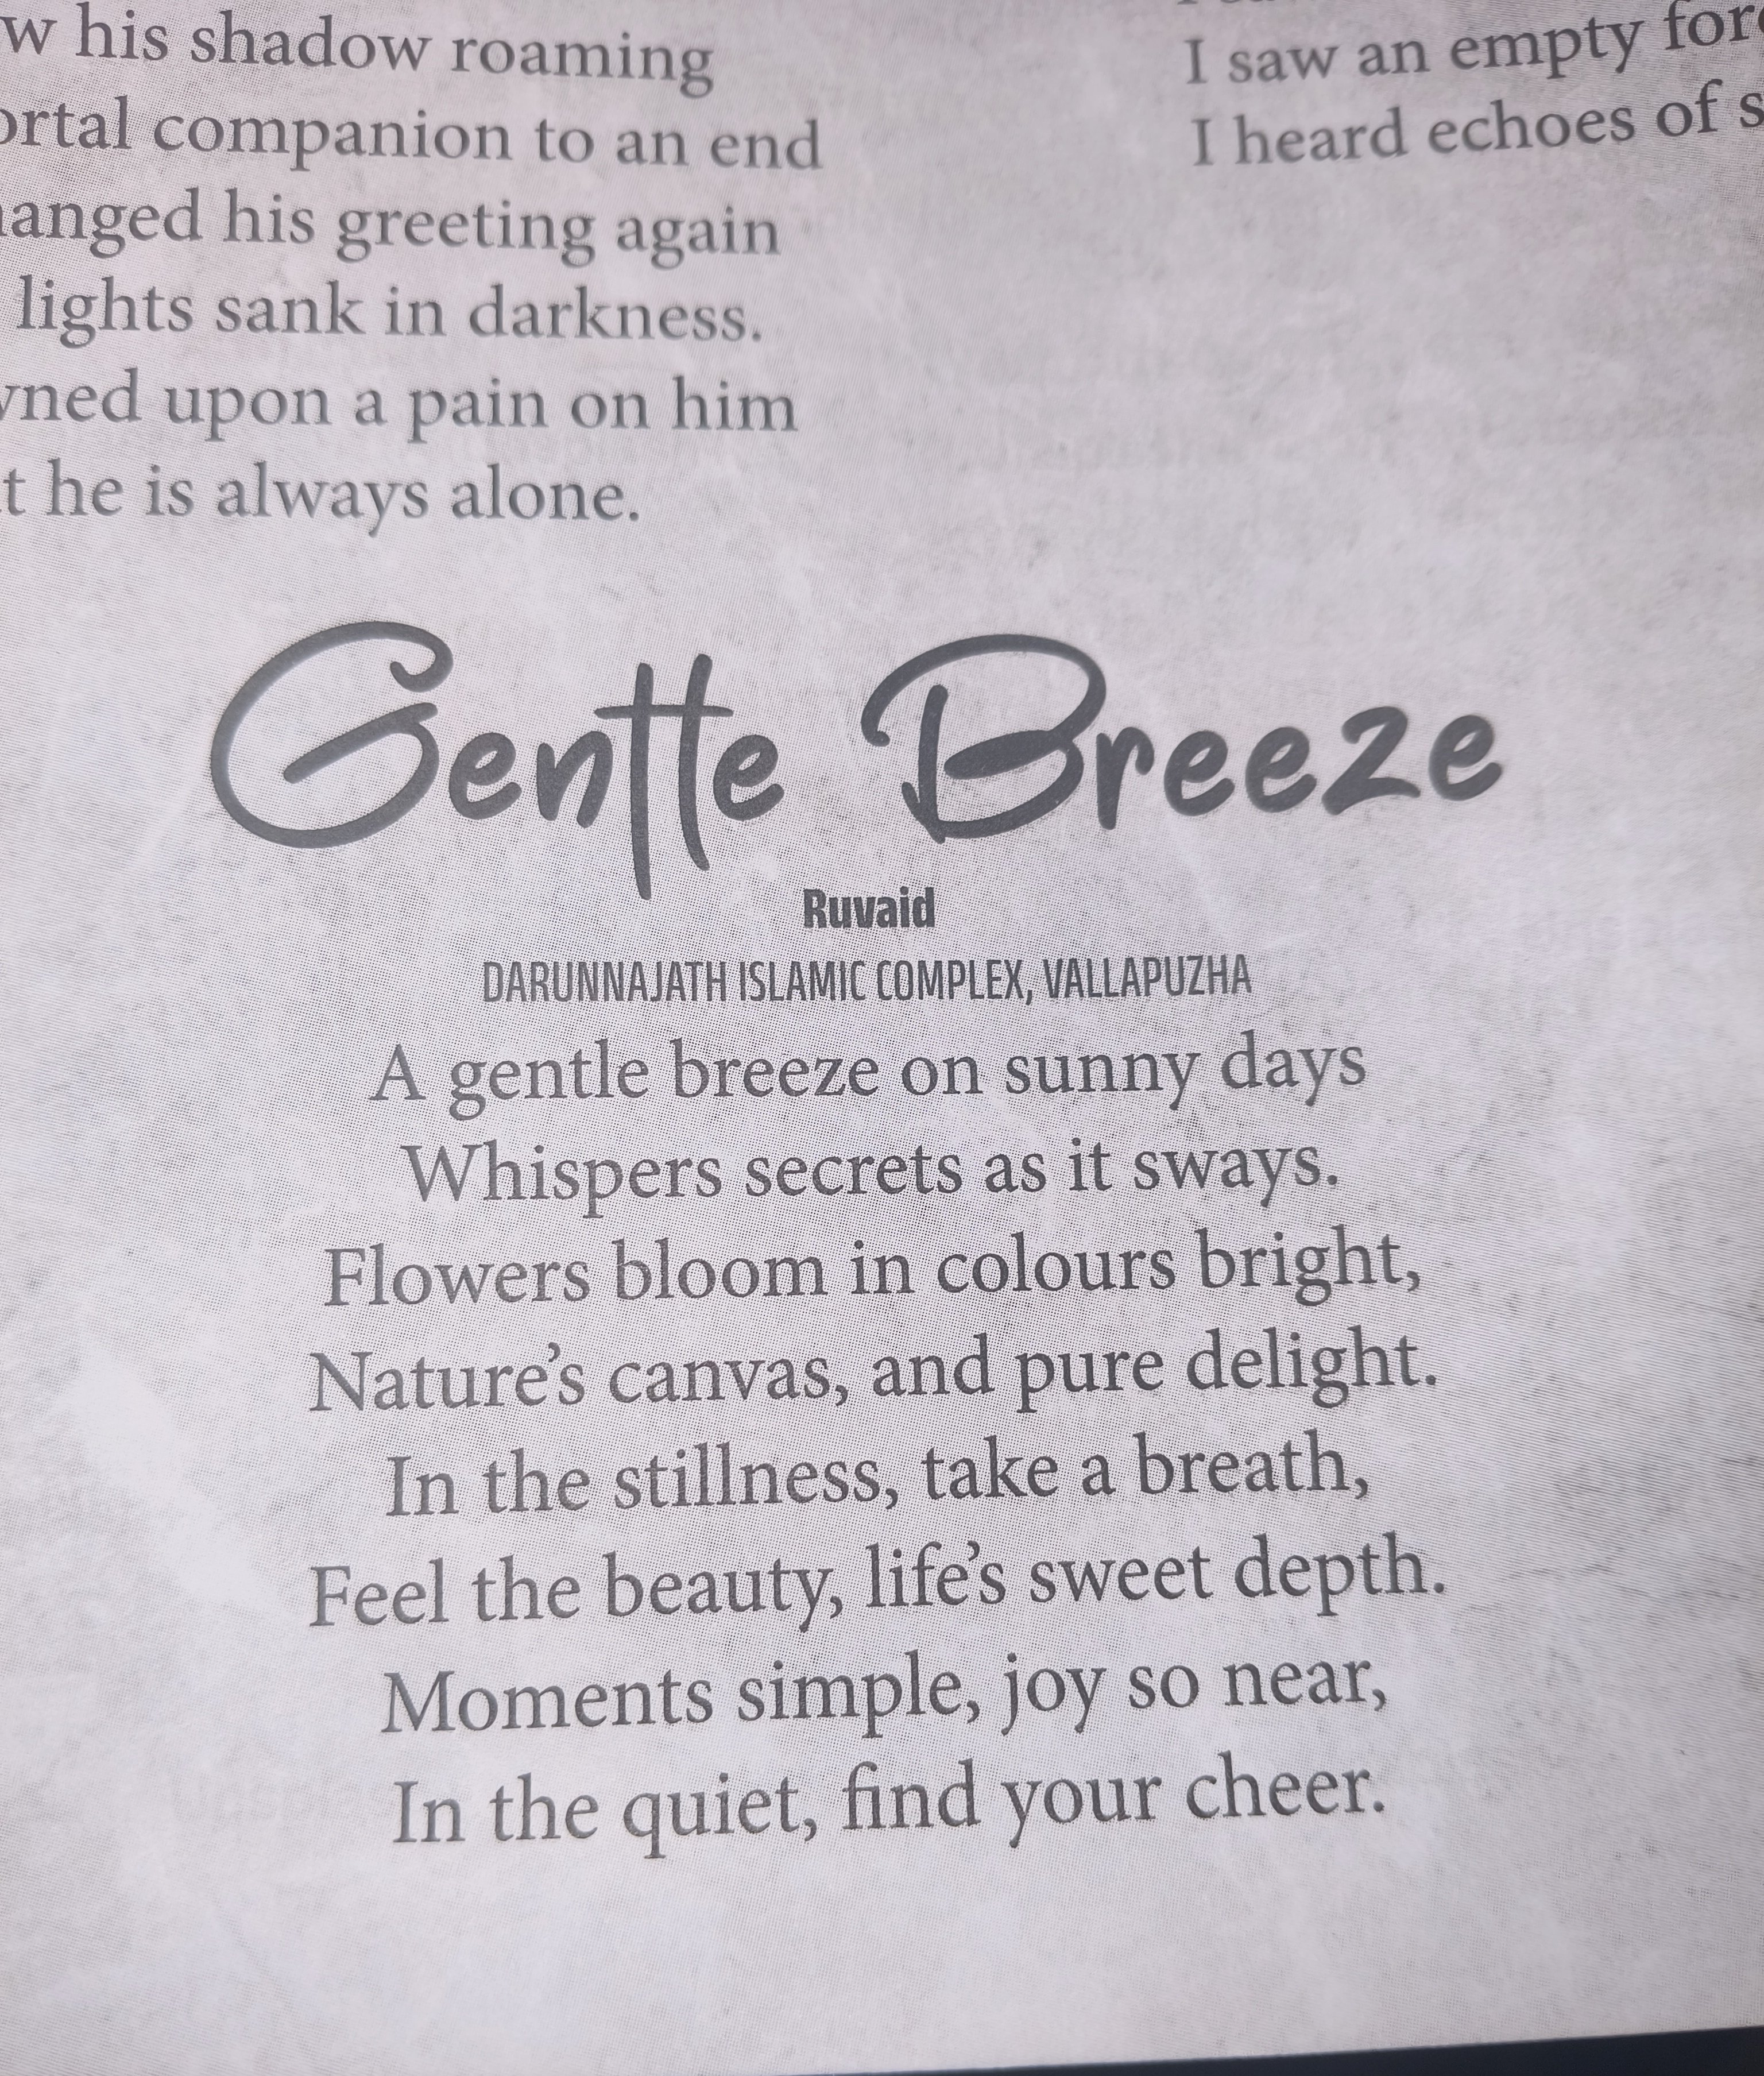 his shadow roaming
companion to an end
his greeting again
lights sank in darkness.
upon a pain on him
he is always alone.
I saw an empty
I heard echoes of
Gentle Breeze
Ruvaid
DARUNNAJATH ISLAMIC COMPLEX, VALLAPUZHA
A gentle breeze on sunny days
Whispers secrets as it sways.
Flowers bloom in colours bright,
Nature’s canvas, and pure delight.
In the stillness, take a breath,
Feel the beauty, life’s sweet depth.
Moments simple, joy so near,
In the quiet, find your cheer.